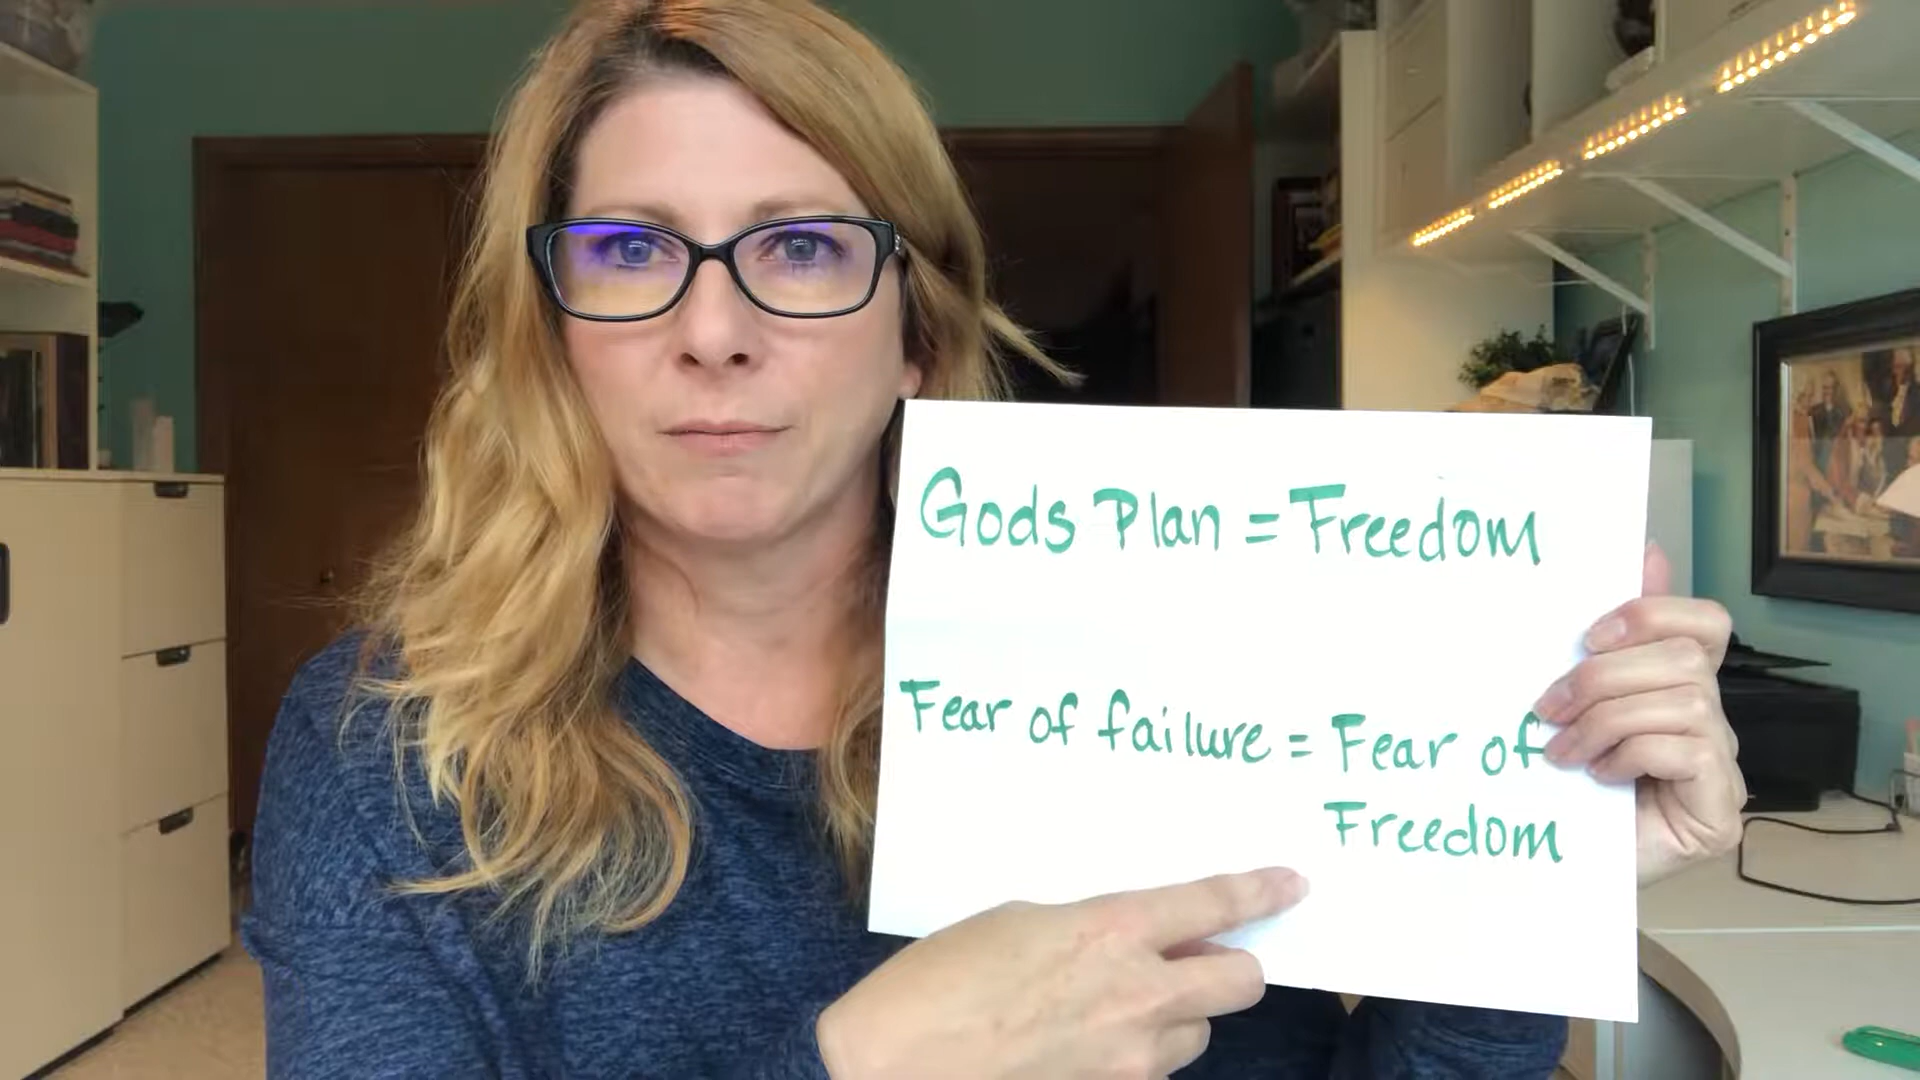 Gods Plan = Freedom
Fear of failure = Fear of
Freedom